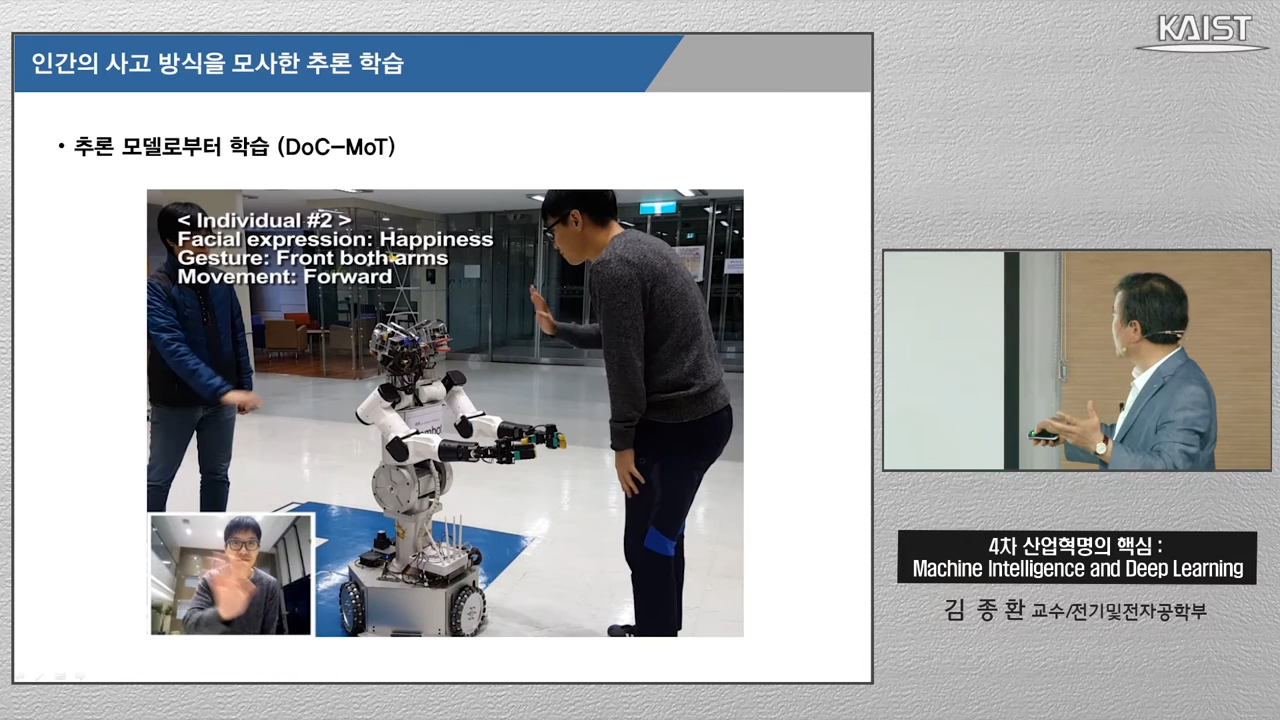 KAIST
인간의 사고 방식을 모사한 추론 학습
• 추론 모델로부터 학습 (DoC-MoT)
< Individual #2 >
Facial expression: Happiness
Gesture: Front both arms
Movement: Forward
4차 산업혁명의 핵심 :
Machine Intelligence and Deep Learning
김 종 환 교수/전기및전자공학부